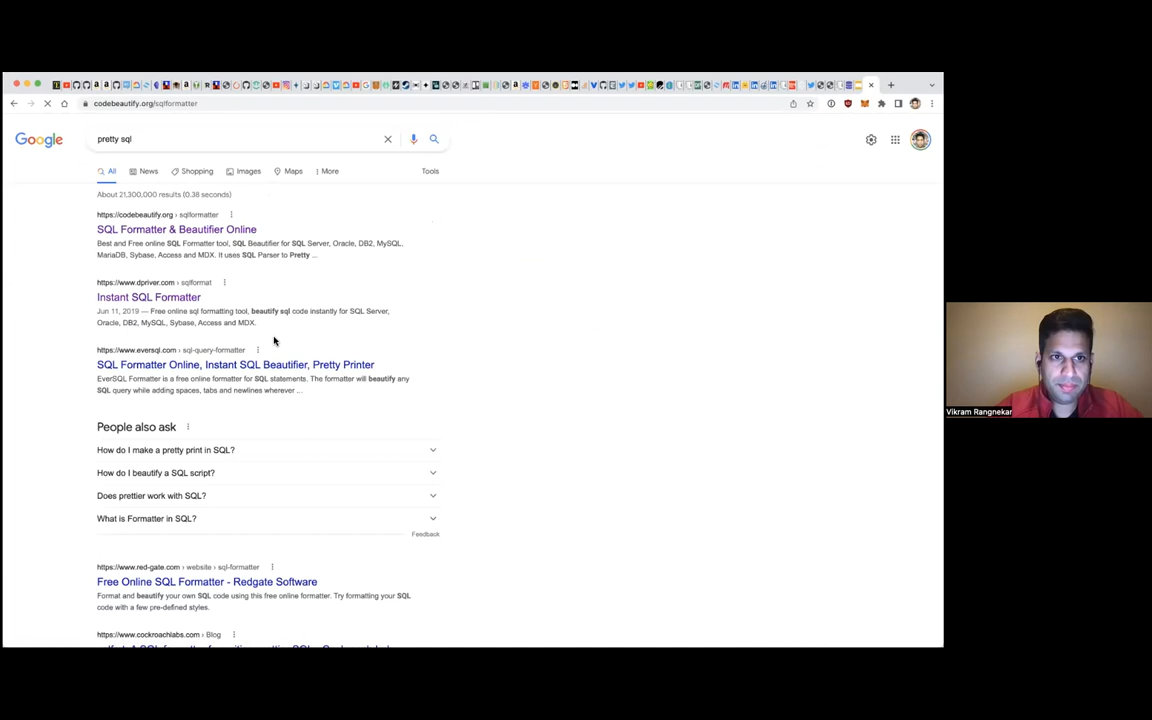 codebeautify.org/sqlformatter
Google
pretty sql
All
News
Shopping
Images
Maps
More
Tools
About 21,300,000 results (0.38 seconds)
https://codebeautify.org › sqlformatter
SQL Formatter & Beautifier Online
Best and Free online SQL Formatter tool, SQL Beautifier for SQL Server, Oracle, DB2, MySQL,
MariaDB, Sybase, Access and MDX. It uses SQL Parser to Pretty ...
https://www.dpriver.com › sqlformat
Instant SQL Formatter
Jun 11, 2019 — Free online sql formatting tool, beautify sql code instantly for SQL Server,
Oracle, DB2, MySQL, Sybase, Access and MDX.
https://www.eversql.com › sql-query-formatter
SQL Formatter Online, Instant SQL Beautifier, Pretty Printer
EverSQL Formatter is a free online formatter for SQL statements. The formatter will beautify any
SQL query while adding spaces, tabs and newlines wherever ...
People also ask
How do I make a pretty print in SQL?
How do I beautify a SQL script?
Does prettier work with SQL?
What is Formatter in SQL?
Feedback
https://www.red-gate.com › website › sql-formatter
Free Online SQL Formatter - Redgate Software
Format and beautify your own SQL code using this free online formatter. Try formatting your SQL
code with a few pre-defined styles.
https://www.cockroachlabs.com › Blog
Vikram Rangnekar